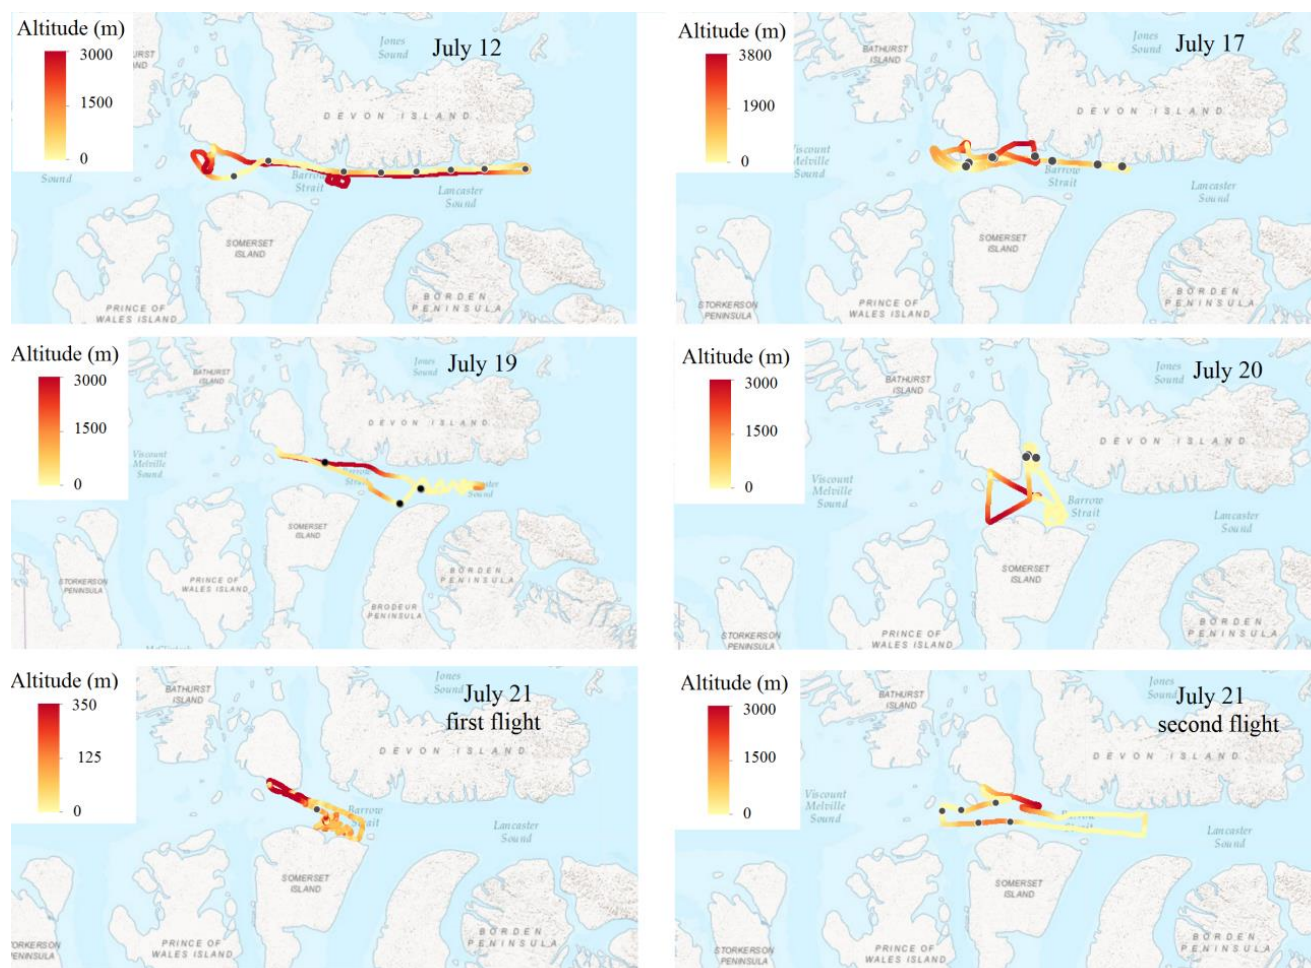 Altitude (m)
3000
1500
0
July 12
Jones
Sound
DEVON ISLAND
Sound
Barrow
Strait
Lancaster
Sound
SOMERSET
ISLAND
PRINCE OF
WALES ISLAND
BORDEN
PENINSULA
Altitude (m)
3800
1900
0
July 17
BATHURST
ISLAND
Jones
Sound
DEVON ISLAND
Viscount
Melville
Sound
Barrow
Strait
Lancaster
Sound
SOMERSET
ISLAND
STORKERSON
PENINSULA
PRINCE OF
WALES ISLAND
BORDEN
PENINSULA
Altitude (m)
3000
1500
0
July 19
BATHURST
ISLAND
Jones
Sound
DEVON ISLAND
Viscount
Melville
Sound
Strait
Sound
SOMERSET
ISLAND
STORKERSON
PENINSULA
PRINCE OF
WALES ISLAND
BRODEUR
PENINSULA
BORDEN
PENINSULA
Altitude (m)
3000
1500
0
July 20
BATHURST
ISLAND
Jones
Sound
DEVON ISLAND
Viscount
Melville
Sound
Barrow
Strait
Lancaster
Sound
SOMERSET
ISLAND
STORKERSON
PENINSULA
PRINCE OF
WALES ISLAND
BORDEN
PENINSULA
Altitude (m)
350
125
0
July 21
first flight
BATHURST
ISLAND
Jones
Sound
DEVON ISLAND
Barrow
Strait
Lancaster
Sound
SOMERSET
ISLAND
ORKERSON
PENINSULA
PRINCE OF
WALES ISLAND
BORDEN
PENINSULA
Altitude (m)
3000
1500
0
July 21
second flight
BATHURST
ISLAND
Jones
Sound
DEVON ISLAND
Viscount
Melville
Sound
Strait
Lancaster
Sound
SOMERSET
ISLAND
STORKERSON
PENINSULA
PRINCE OF
WALES ISLAND
BORDEN
PENINSULA